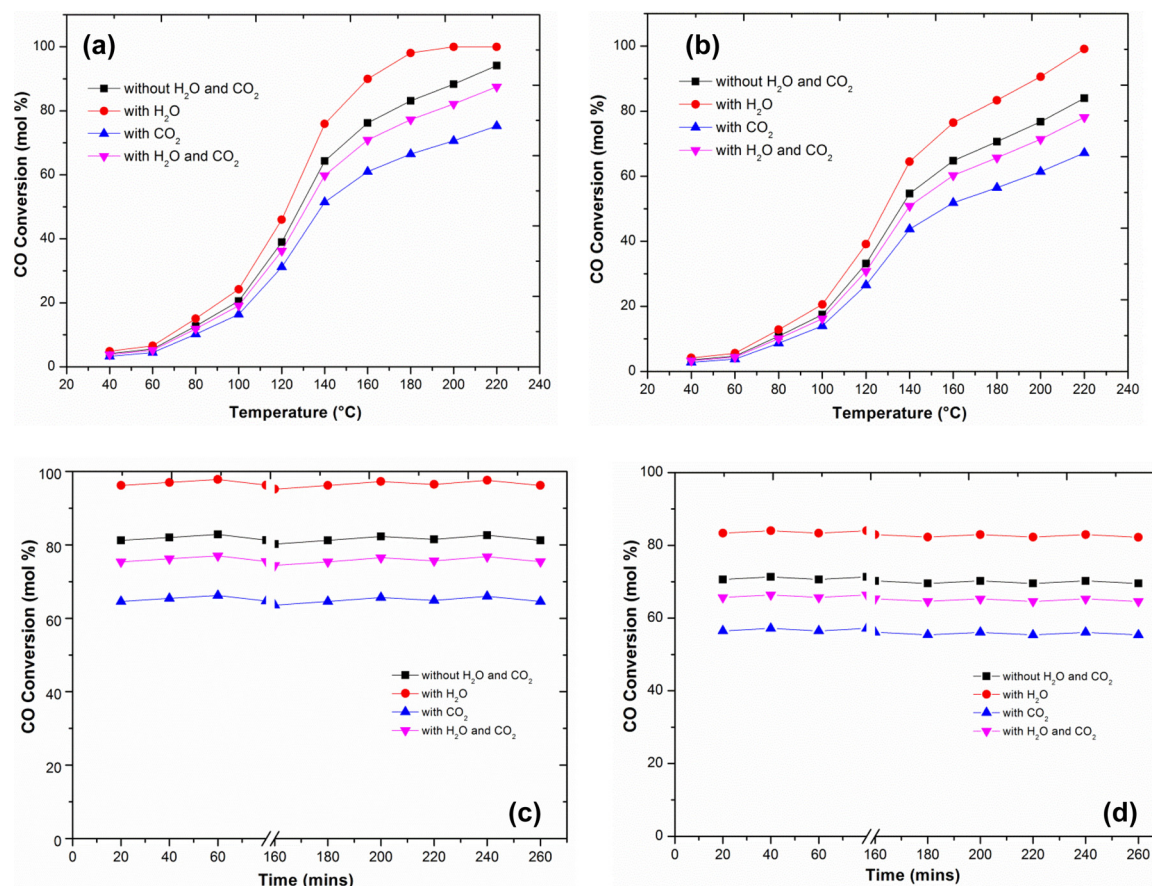 (a)
100
80
60
40
20
0
CO Conversion (mol %)
without H₂O and CO₂
with H₂O
with CO₂
with H₂O and CO₂
20 40 60 80 100 120 140 160 180 200 220 240
Temperature (°C)
(b)
100
80
60
40
20
0
CO Conversion (mol %)
without H₂O and CO₂
with H₂O
with CO₂
with H₂O and CO₂
20 40 60 80 100 120 140 160 180 200 220 240
Temperature (°C)
100
80
60
40
20
0
CO Conversion (mol %)
without H₂O and CO₂
with H₂O
with CO₂
with H₂O and CO₂
(c)
0 20 40 60 160 180 200 220 240 260
Time (mins)
100
80
60
40
20
0
CO Conversion (mol %)
without H₂O and CO₂
with H₂O
with CO₂
with H₂O and CO₂
(d)
0 20 40 60 160 180 200 220 240 260
Time (mins)